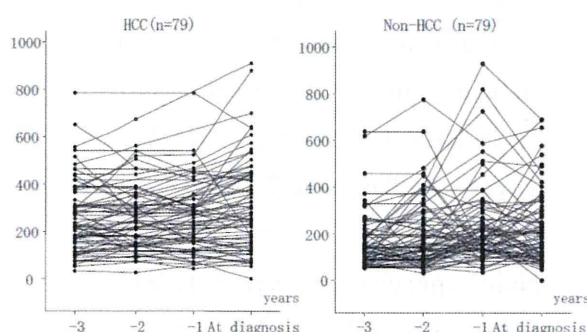 HCC(n=79)
1000
800
600
400
200
0
years
-3 -2 -1 At diagnosis
Non-HCC (n=79)
1000
800
600
400
200
0
years
-3 -2 -1 At diagnosis